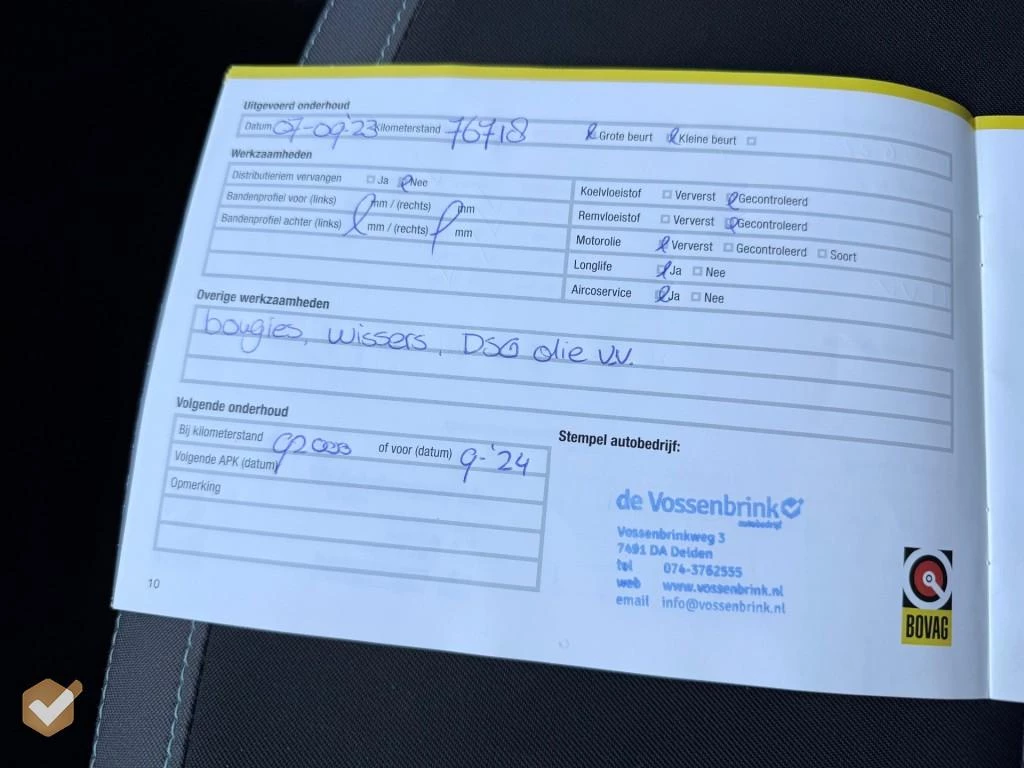 Uitgevoerd onderhoud
Datum 07-09-'23 Kilometerstand 76718 Grote beurt Kleine beurt
Werkzaamheden
Distributieriem vervangen Ja Nee
Bandenprofiel voor (links) mm / (rechts) mm
Bandenprofiel achter (links) mm / (rechts) mm
Koelvloeistof Ververst Gecontroleerd
Remvloeistof Ververst Gecontroleerd
Motorolie Ververst Gecontroleerd Soort
Longlife Ja Nee
Aircoservice Ja Nee
Overige werkzaamheden
bougies, wissers, DSG olie v.v.
Volgende onderhoud
Bij kilometerstand 92000 of voor (datum) 9-'24
Volgende APK (datum)
Opmerking
10
Stempel autobedrijf:
de Vossenbrink
autobedrijf
Vossenbrinkweg 3
7491 DA Delden
tel 074-3762555
web www.vossenbrink.nl
email info@vossenbrink.nl
BOVAG